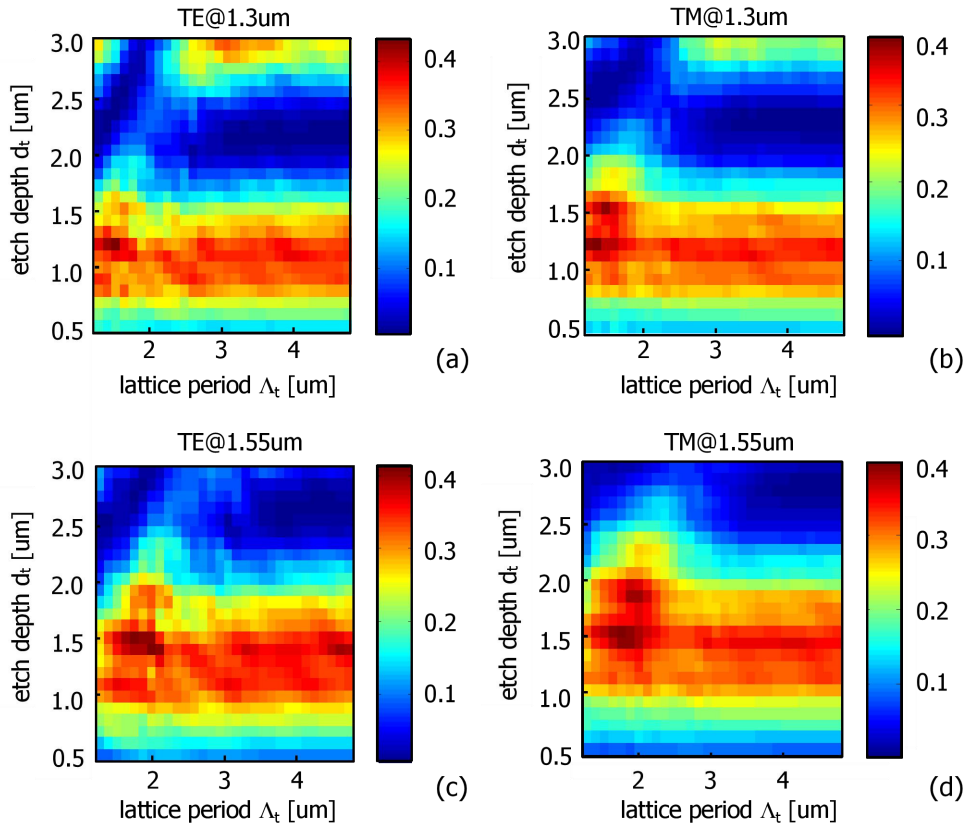 TE@1.3um
3.0
2.5
2.0
1.5
1.0
0.5
etch depth dt [um]
2 3 4
lattice period Λt [um]
0.4
0.3
0.2
0.1
(a)
TM@1.3um
3.0
2.5
2.0
1.5
1.0
0.5
etch depth dt [um]
2 3 4
lattice period Λt [um]
0.4
0.3
0.2
0.1
(b)
TE@1.55um
3.0
2.5
2.0
1.5
1.0
0.5
etch depth dt [um]
2 3 4
lattice period Λt [um]
0.4
0.3
0.2
0.1
(c)
TM@1.55um
3.0
2.5
2.0
1.5
1.0
0.5
etch depth dt [um]
2 3 4
lattice period Λt [um]
0.4
0.3
0.2
0.1
(d)